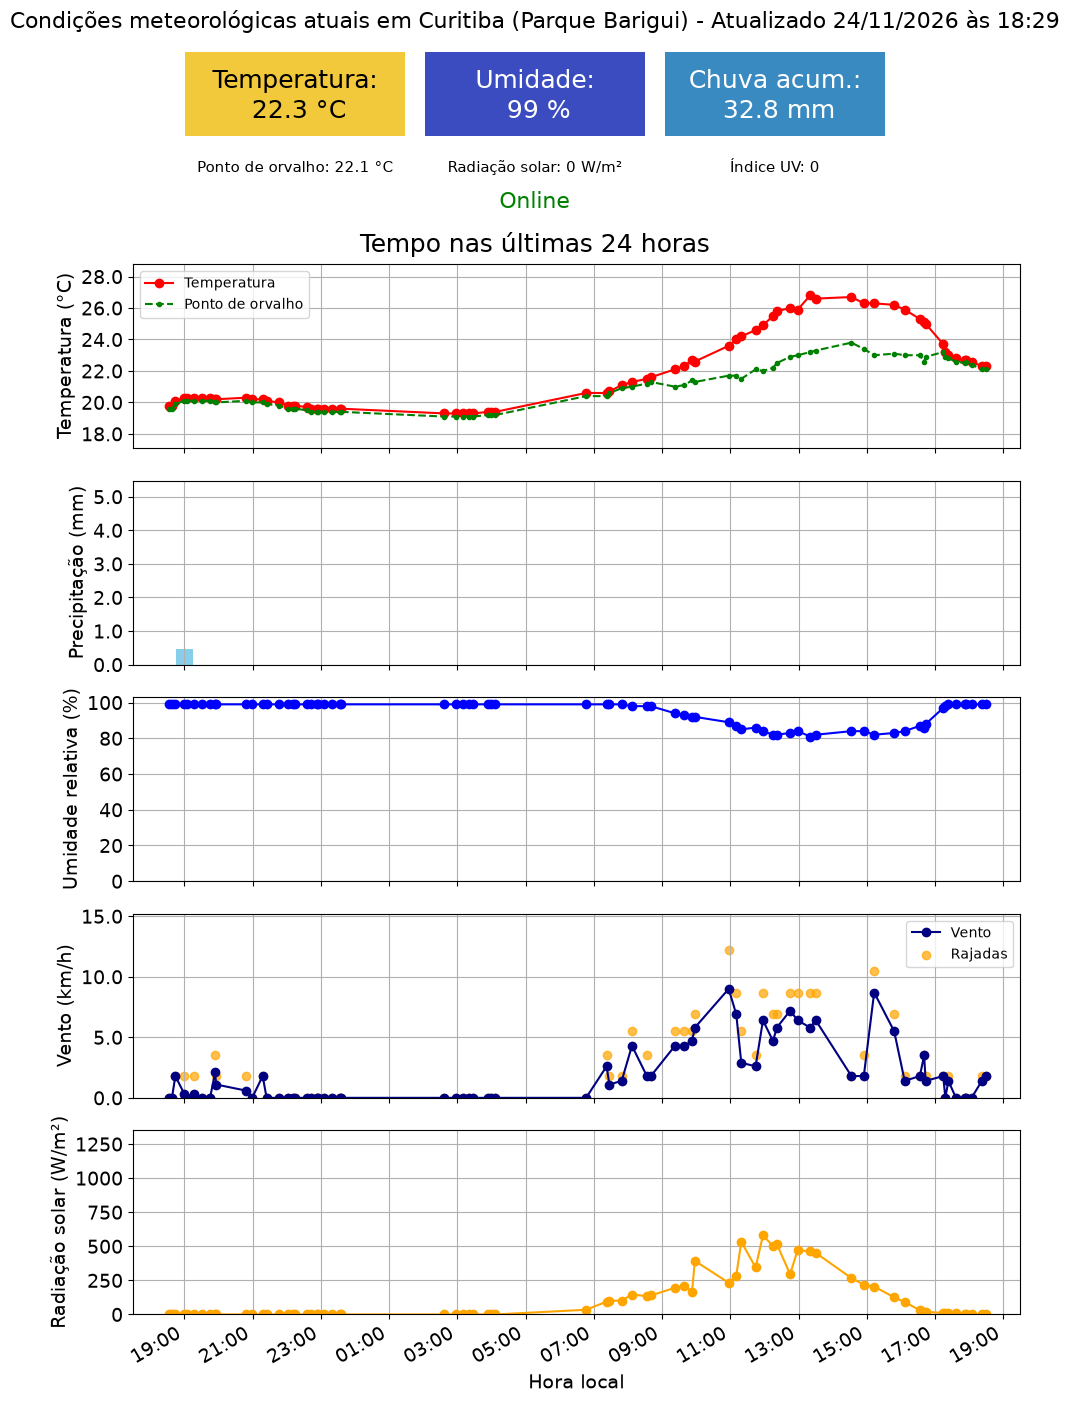 Condições meteorológicas atuais em Curitiba (Parque Barigui) - Atualizado 24/11/2026 às 18:29
Temperatura:
22.3 °C
Umidade:
99 %
Chuva acum.:
32.8 mm
Ponto de orvalho: 22.1 °C
Radiação solar: 0 W/m²
Índice UV: 0
Online
Tempo nas últimas 24 horas
Temperatura (°C)
28.0
26.0
24.0
22.0
20.0
18.0
Temperatura
Ponto de orvalho
Precipitação (mm)
5.0
4.0
3.0
2.0
1.0
0.0
Umidade relativa (%)
100
80
60
40
20
0
Vento (km/h)
15.0
10.0
5.0
0.0
Vento
Rajadas
Radiação solar (W/m²)
1250
1000
750
500
250
0
19:00
21:00
23:00
01:00
03:00
05:00
07:00
09:00
11:00
13:00
15:00
17:00
19:00
Hora local